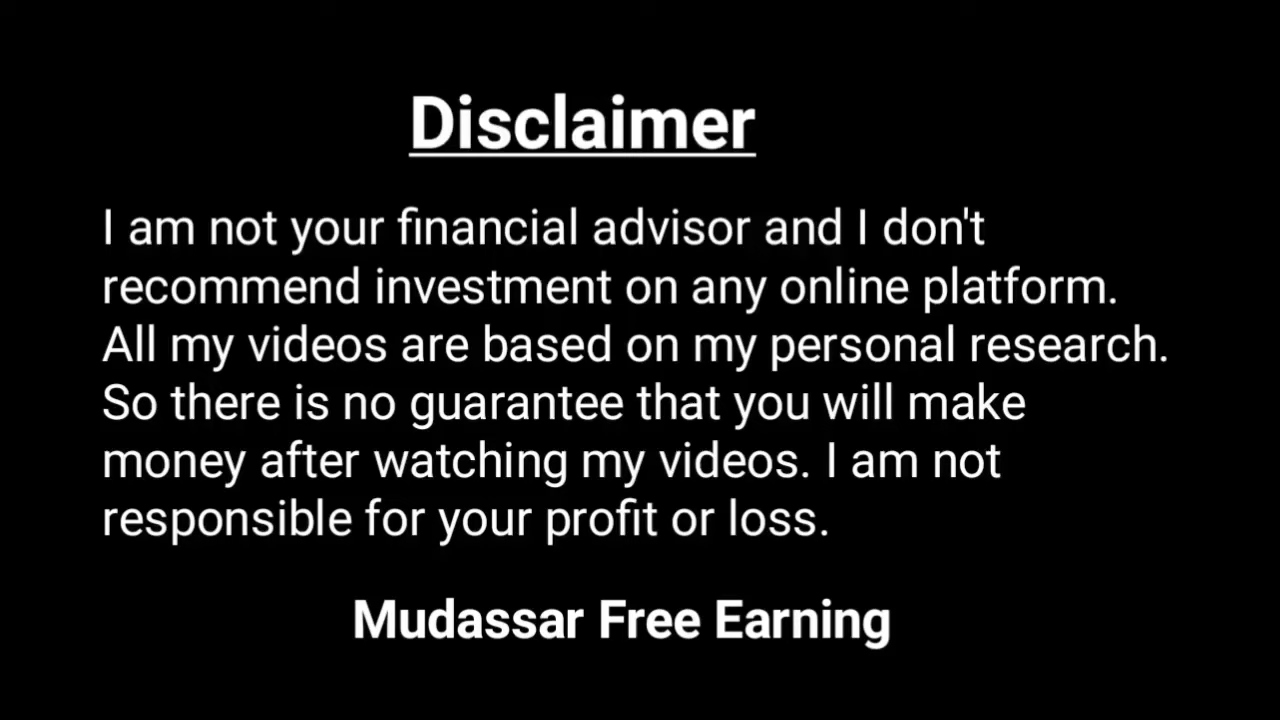 Disclaimer
I am not your financial advisor and I don't
recommend investment on any online platform.
All my videos are based on my personal research.
So there is no guarantee that you will make
money after watching my videos. I am not
responsible for your profit or loss.
Mudassar Free Earning